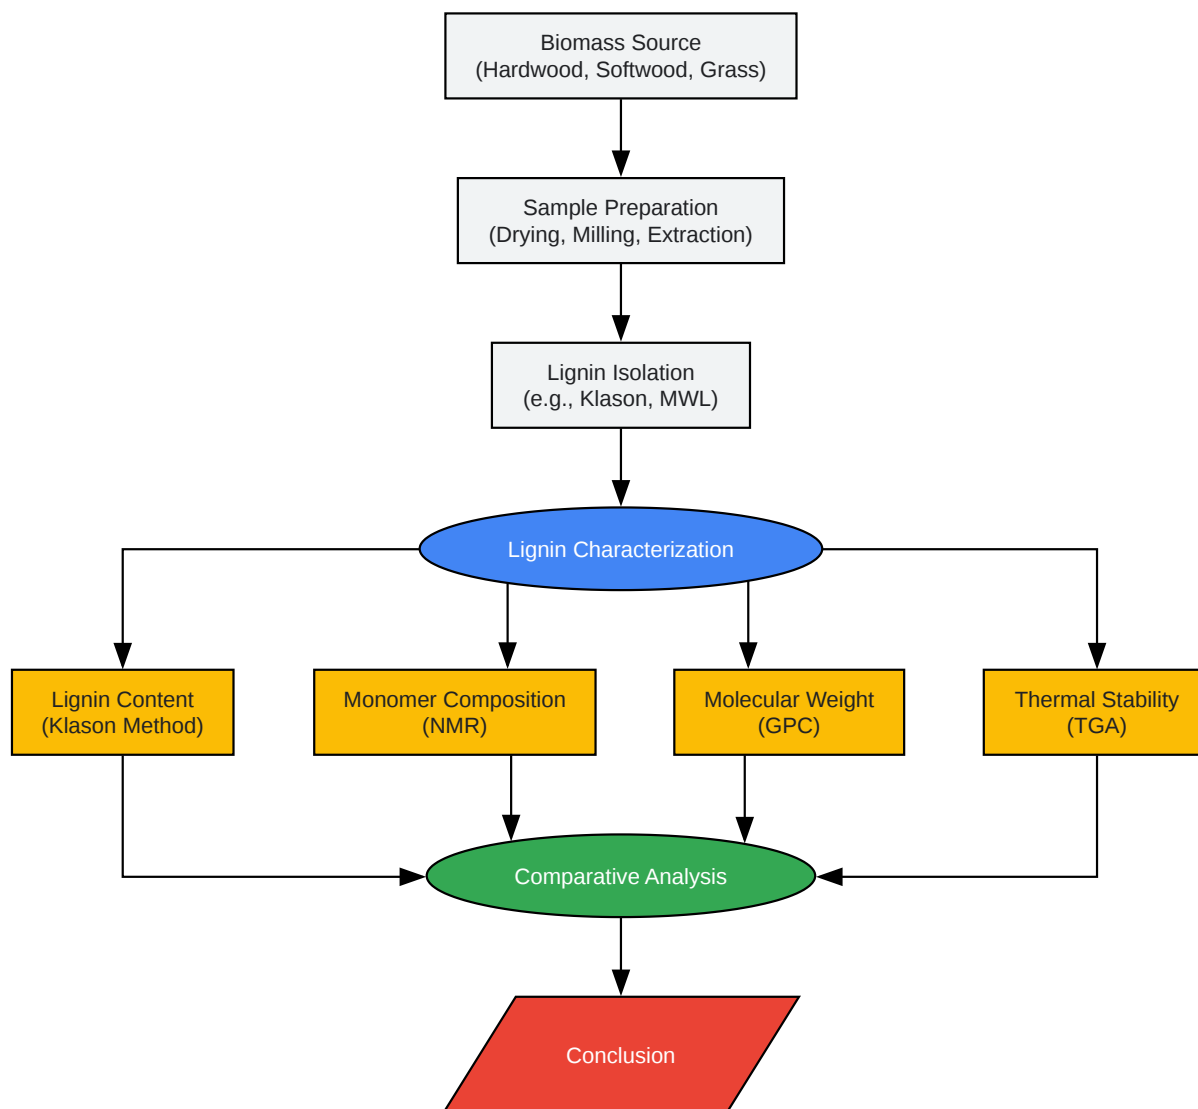 Biomass Source
(Hardwood, Softwood, Grass)
Sample Preparation
(Drying, Milling, Extraction)
Lignin Isolation
(e.g., Klason, MWL)
Lignin Characterization
Lignin Content
(Klason Method)
Monomer Composition
(NMR)
Molecular Weight
(GPC)
Thermal Stability
(TGA)
Comparative Analysis
Conclusion